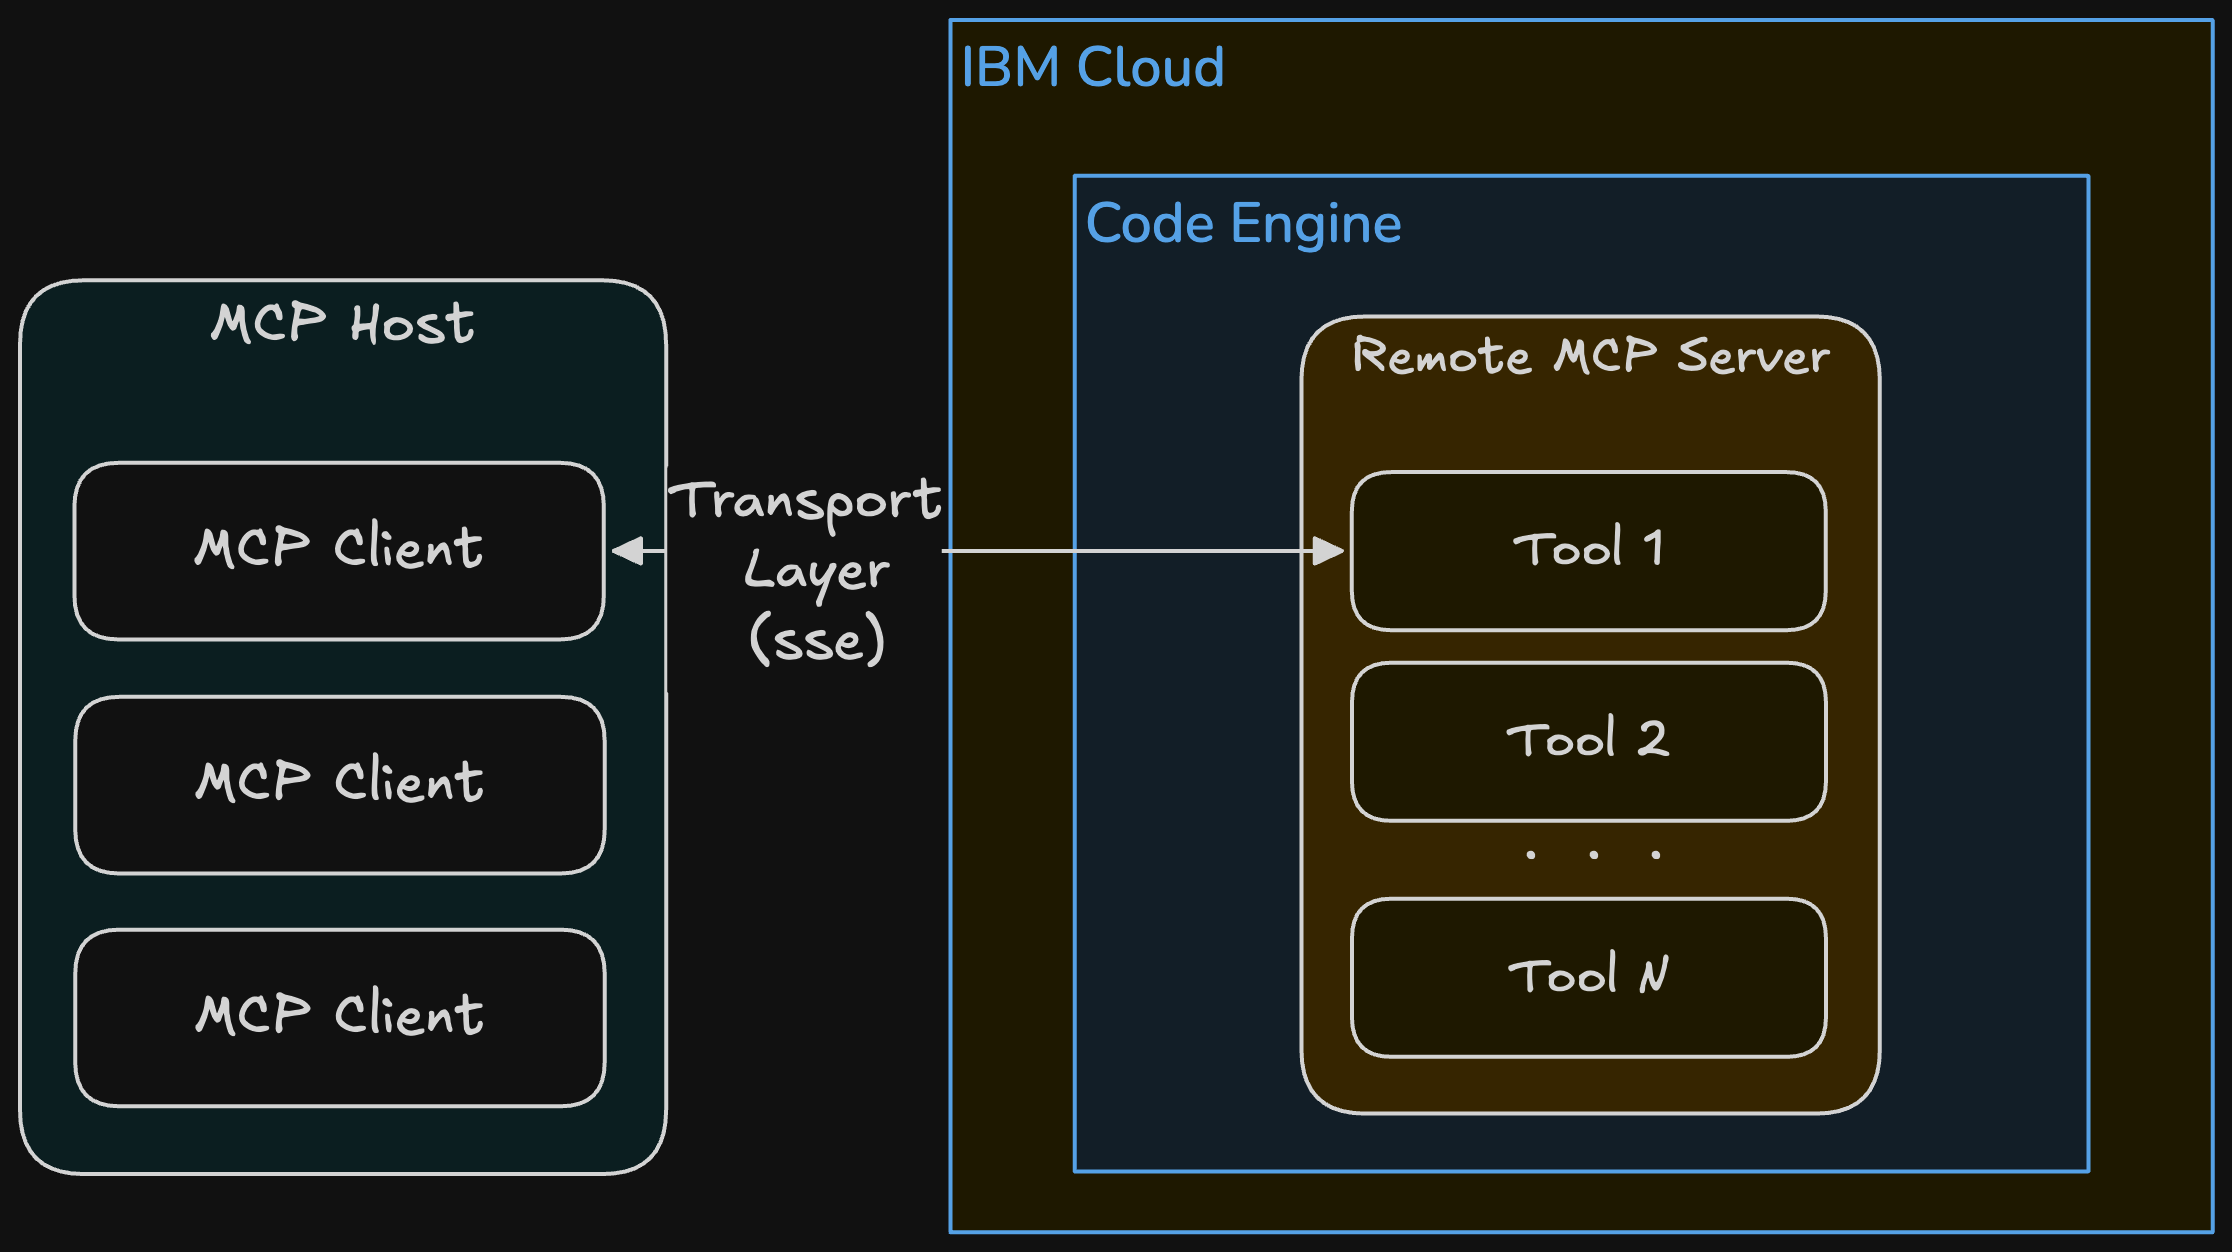 IBM Cloud
Code Engine
MCP Host
MCP Client
MCP Client
MCP Client
Transport
Layer
(sse)
Remote MCP Server
Tool 1
Tool 2
. . .
Tool N